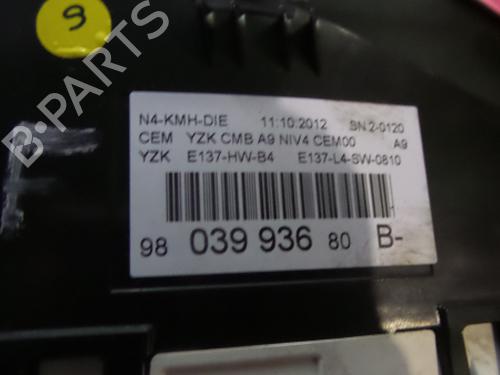 9
B-PARTS
N4-KMH-DIE 11.10.2012 SN:2-0120
CEM YZK CMB A9 NIV4 CEM00 A9
YZK E137-HW-B4 E137-L4-SW-0810
98 039 936 80 B-